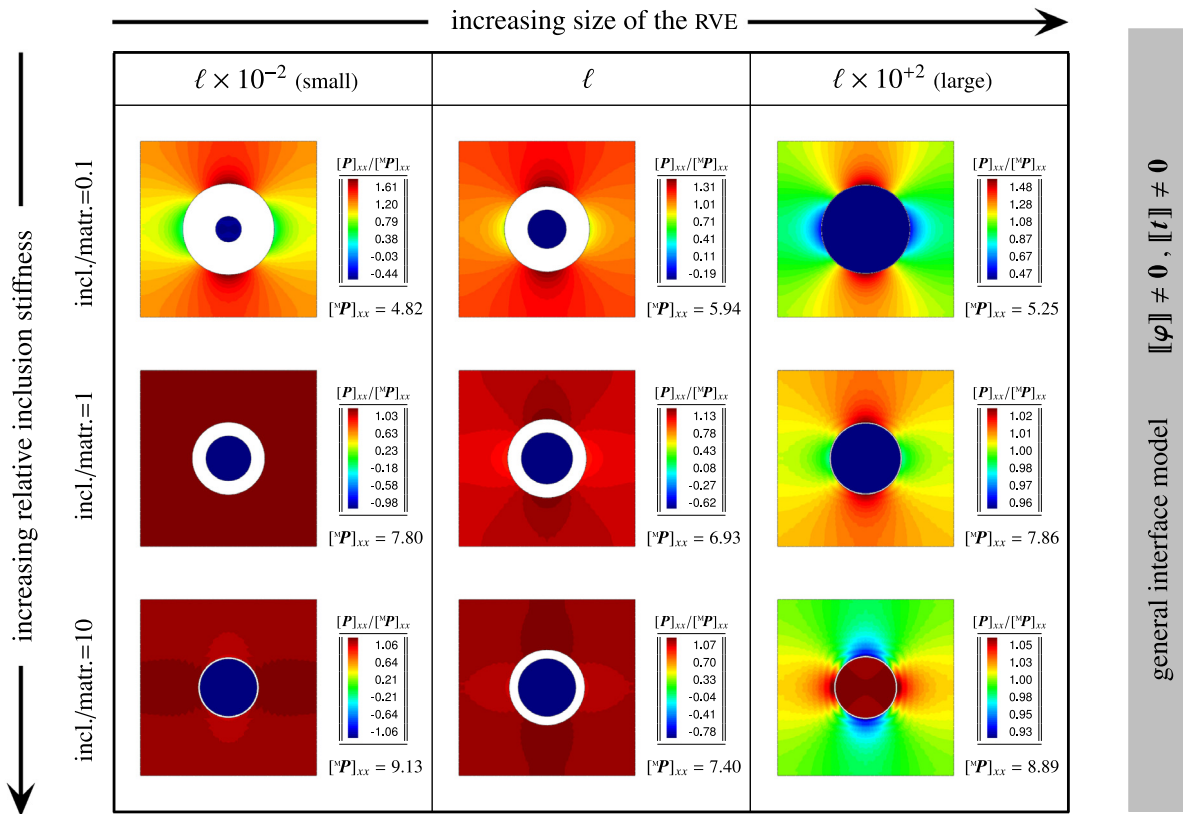 increasing size of the RVE
ℓ × 10⁻² (small)
ℓ
ℓ × 10⁺² (large)
increasing relative inclusion stiffness
incl./matr.=0.1
[P]ₓₓ/[ᴹP]ₓₓ
1.61
1.20
0.79
0.38
-0.03
-0.44
[ᴹP]ₓₓ = 4.82
[P]ₓₓ/[ᴹP]ₓₓ
1.31
1.01
0.71
0.41
0.11
-0.19
[ᴹP]ₓₓ = 5.94
[P]ₓₓ/[ᴹP]ₓₓ
1.48
1.28
1.08
0.87
0.67
0.47
[ᴹP]ₓₓ = 5.25
incl./matr.=1
[P]ₓₓ/[ᴹP]ₓₓ
1.03
0.63
0.23
-0.18
-0.58
-0.98
[ᴹP]ₓₓ = 7.80
[P]ₓₓ/[ᴹP]ₓₓ
1.13
0.78
0.43
0.08
-0.27
-0.62
[ᴹP]ₓₓ = 6.93
[P]ₓₓ/[ᴹP]ₓₓ
1.02
1.01
1.00
0.98
0.97
0.96
[ᴹP]ₓₓ = 7.86
incl./matr.=10
[P]ₓₓ/[ᴹP]ₓₓ
1.06
0.64
0.21
-0.21
-0.64
-1.06
[ᴹP]ₓₓ = 9.13
[P]ₓₓ/[ᴹP]ₓₓ
1.07
0.70
0.33
-0.04
-0.41
-0.78
[ᴹP]ₓₓ = 7.40
[P]ₓₓ/[ᴹP]ₓₓ
1.05
1.03
1.00
0.98
0.95
0.93
[ᴹP]ₓₓ = 8.89
general interface model ⟦φ⟧ ≠ 0 , ⟦t⟧ ≠ 0